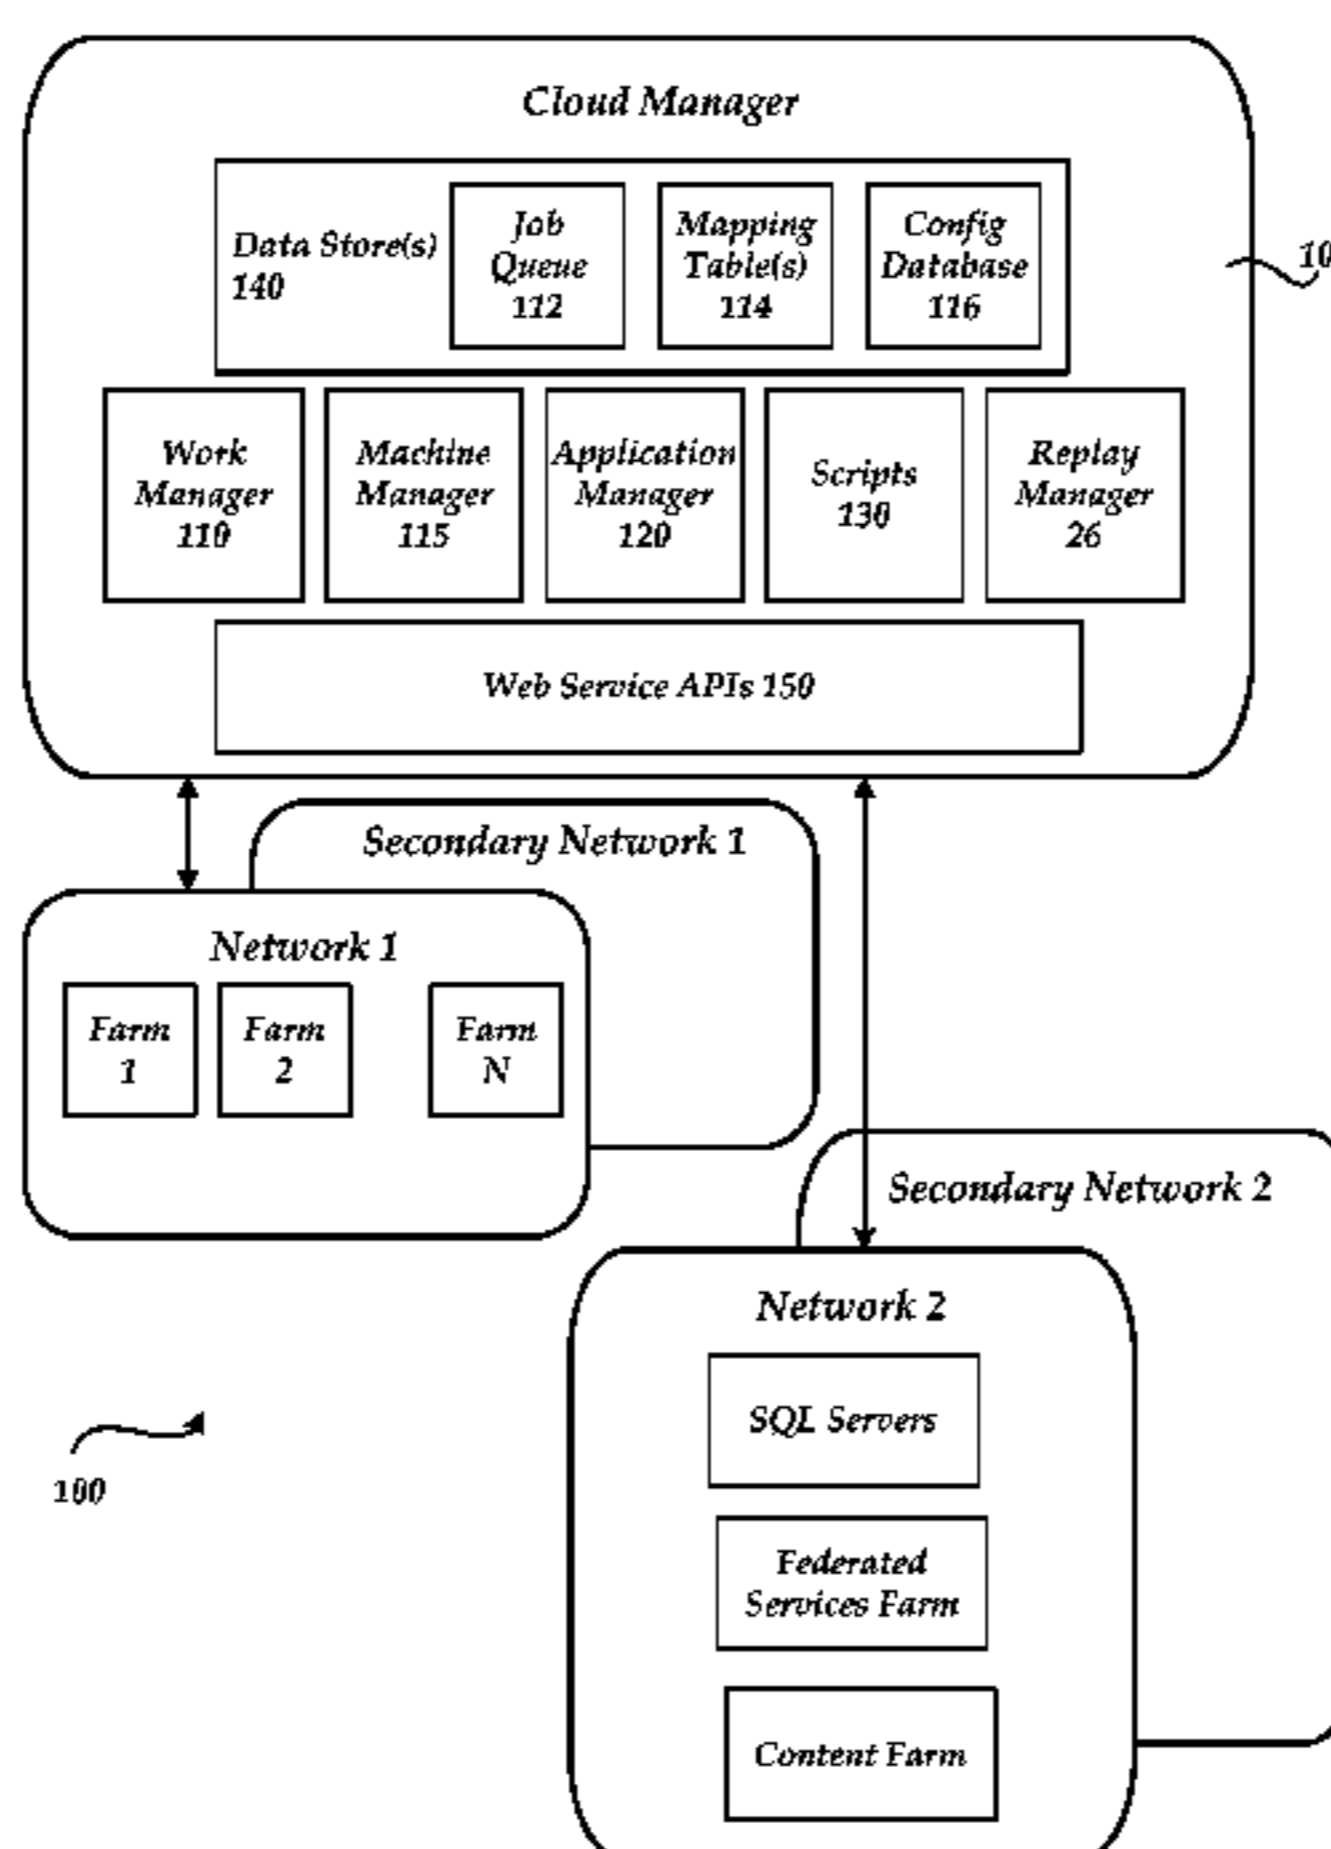 Cloud Manager
Data Store(s)
140
Job
Queue
112
Mapping
Table(s)
114
Config
Database
116
10
Work
Manager
110
Machine
Manager
115
Application
Manager
120
Scripts
130
Replay
Manager
26
Web Service APIs 150
Secondary Network 1
Network 1
Farm
1
Farm
2
Farm
N
Secondary Network 2
Network 2
SQL Servers
Federated
Services Farm
Content Farm
100